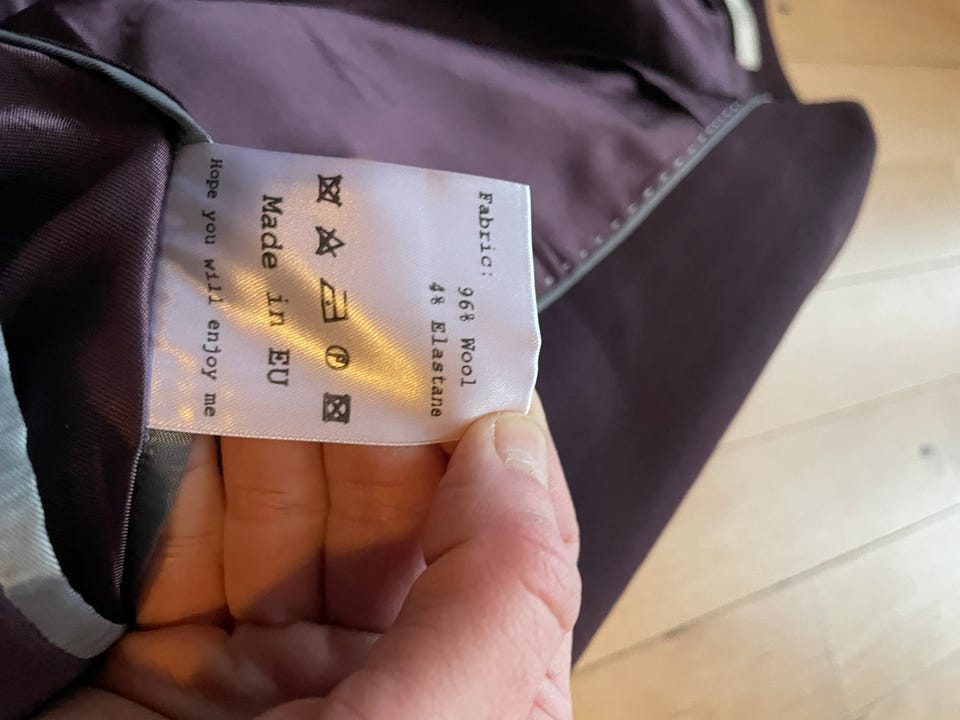 Fabric:
96% Wool
4% Elastane
F
Made in EU
Hope you will enjoy me